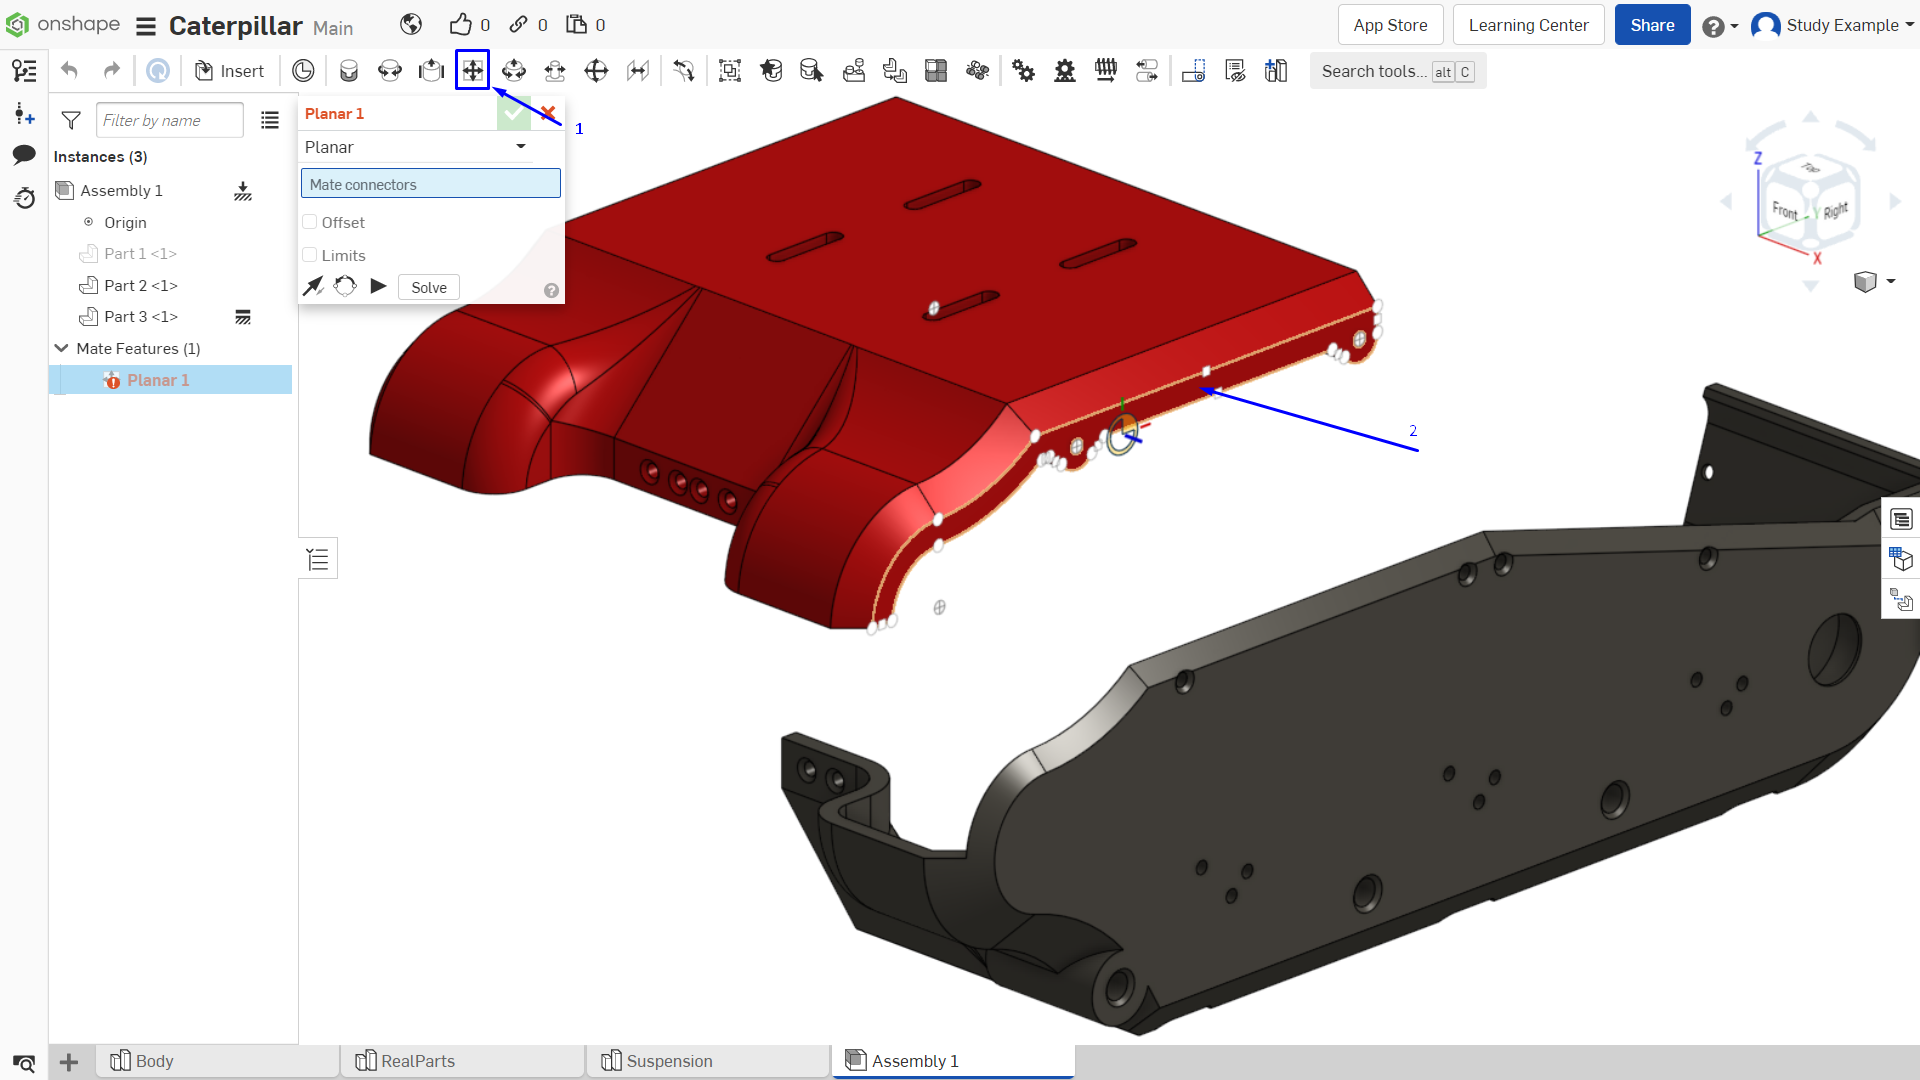 onshape Caterpillar Main 0 0 0 App Store Learning Center Share Study Example
Insert Search tools... alt C
Filter by name
Instances (3)
Assembly 1
Origin
Part 1 <1>
Part 2 <1>
Part 3 <1>
Mate Features (1)
Planar 1
Planar 1
Planar
Mate connectors
Offset
Limits
Solve
1
2
Z
Top
Front
Y
Right
X
Body RealParts Suspension Assembly 1